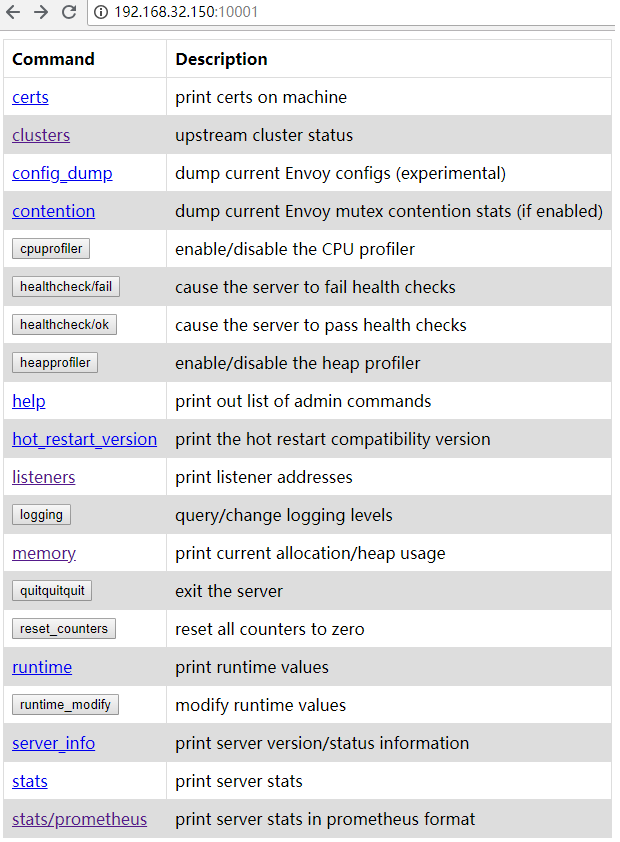 192.168.32.150:10001
Command Description
certs print certs on machine
clusters upstream cluster status
config_dump dump current Envoy configs (experimental)
contention dump current Envoy mutex contention stats (if enabled)
cpuprofiler enable/disable the CPU profiler
healthcheck/fail cause the server to fail health checks
healthcheck/ok cause the server to pass health checks
heapprofiler enable/disable the heap profiler
help print out list of admin commands
hot_restart_version print the hot restart compatibility version
listeners print listener addresses
logging query/change logging levels
memory print current allocation/heap usage
quitquitquit exit the server
reset_counters reset all counters to zero
runtime print runtime values
runtime_modify modify runtime values
server_info print server version/status information
stats print server stats
stats/prometheus print server stats in prometheus format